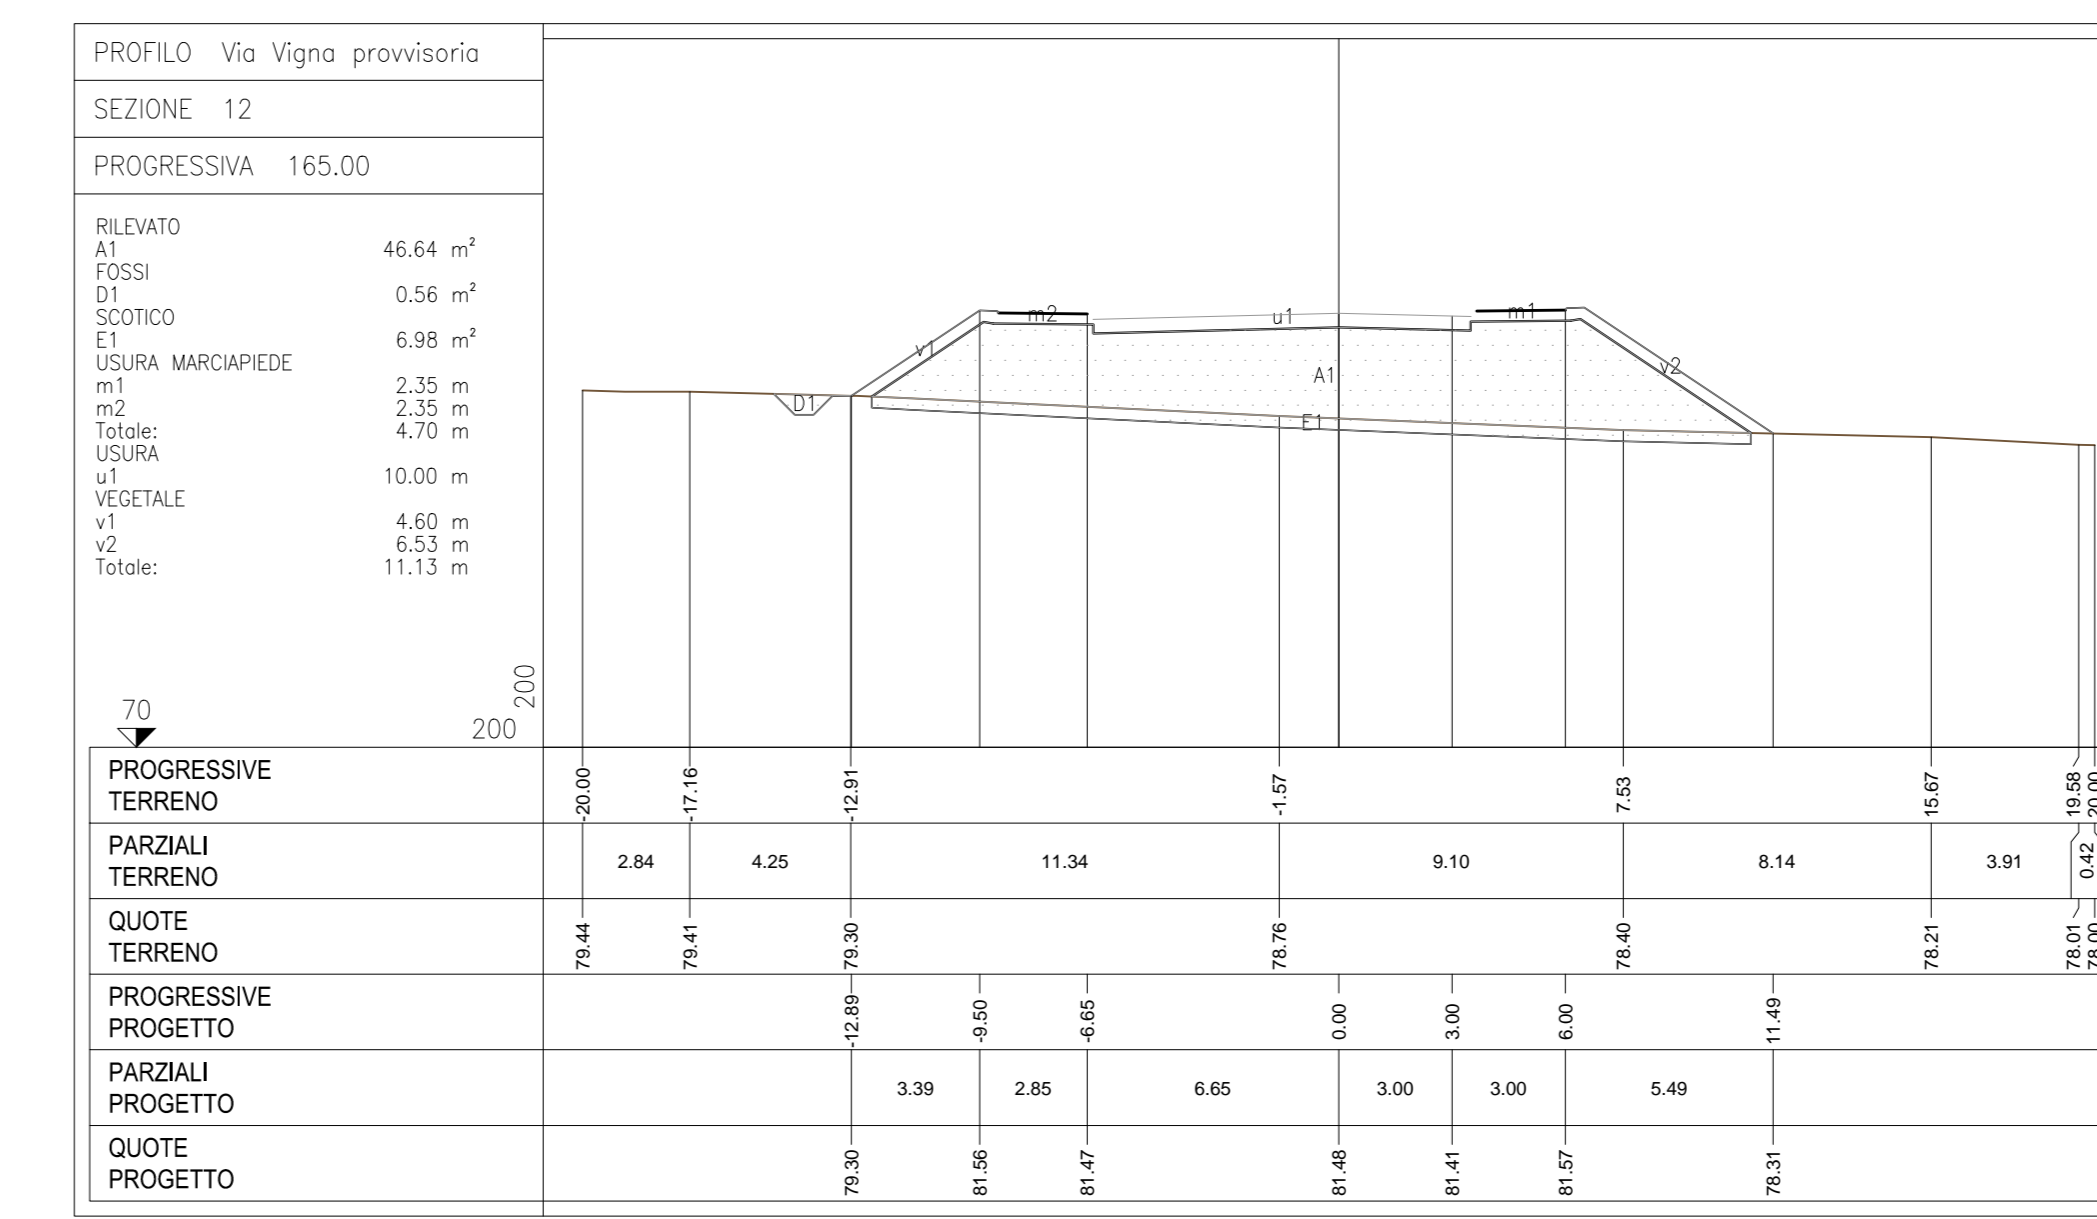 PROFILO Via Vigna provvisoria
SEZIONE 12
PROGRESSIVA 165.00
RILEVATO
A1 46.64 m²
FOSSI
D1 0.56 m²
SCOTICO
E1 6.98 m²
USURA MARCIAPIEDE
m1 2.35 m
m2 2.35 m
Totale: 4.70 m
USURA
u1 10.00 m
VEGETALE
v1 4.60 m
v2 6.53 m
Totale: 11.13 m
70
200
200
m2
u1
m1
v1
v2
A1
D1
E1
PROGRESSIVE
TERRENO
-20.00 -17.16 -12.91 -1.57 7.53 15.67 19.58 20.00
PARZIALI
TERRENO
2.84 4.25 11.34 9.10 8.14 3.91 0.42
QUOTE
TERRENO
79.44 79.41 79.30 78.76 78.40 78.21 78.01 78.00
PROGRESSIVE
PROGETTO
-12.89 -9.50 -6.65 0.00 3.00 6.00 11.49
PARZIALI
PROGETTO
3.39 2.85 6.65 3.00 3.00 5.49
QUOTE
PROGETTO
79.30 81.56 81.47 81.48 81.41 81.57 78.31